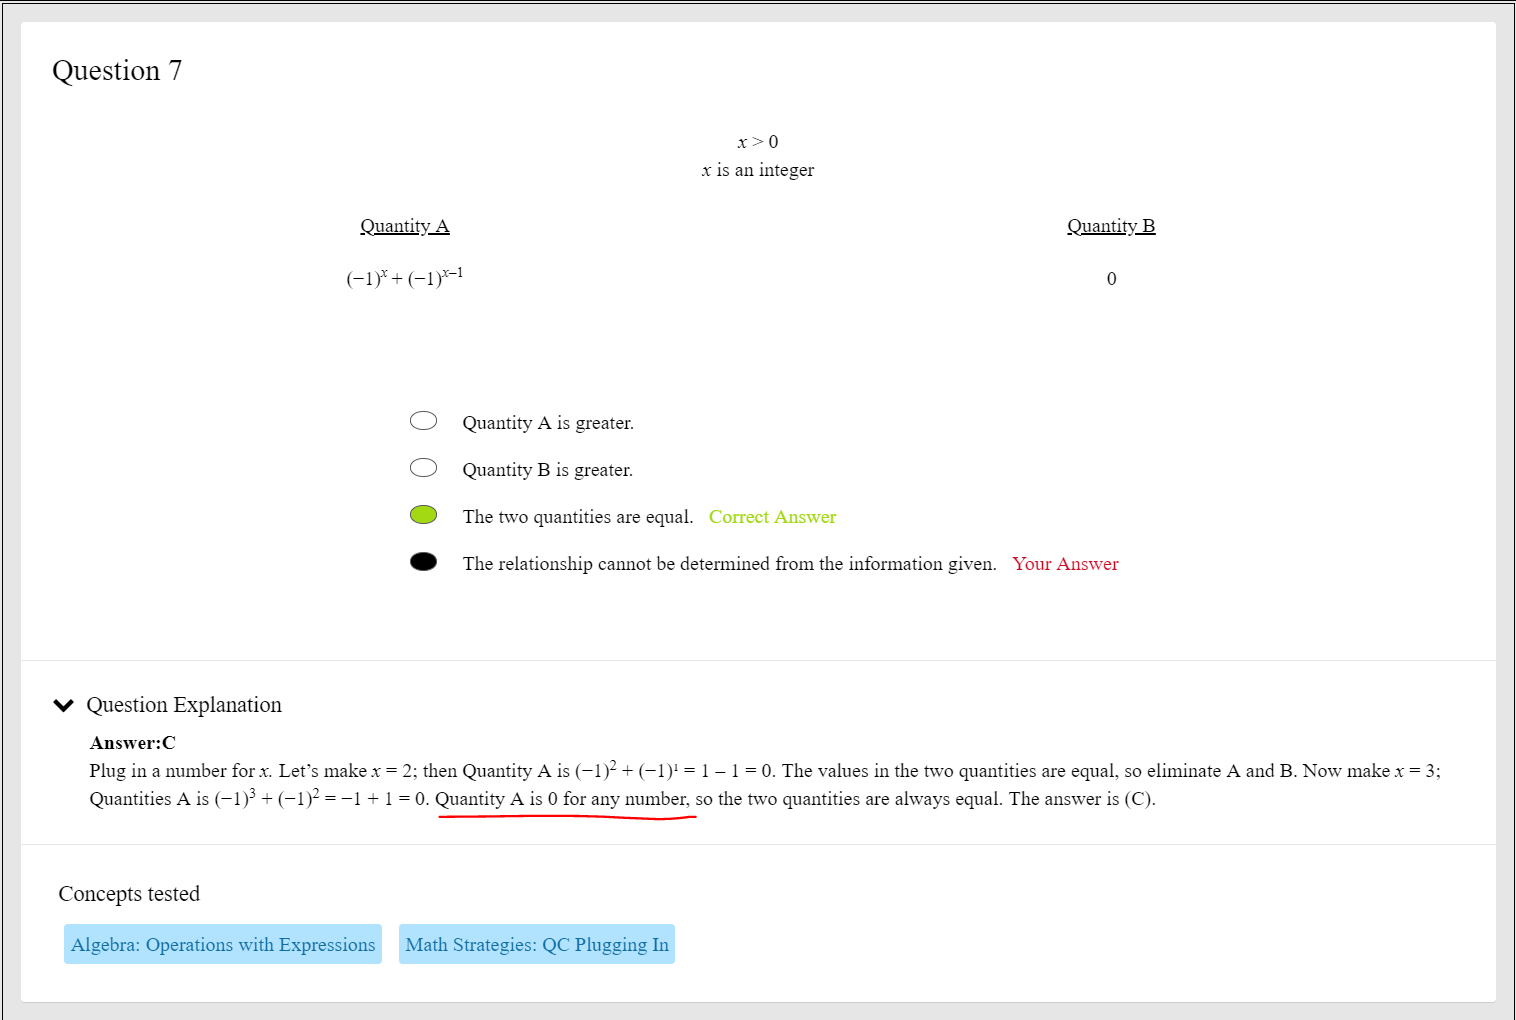 Question 7
x > 0
x is an integer
Quantity A
Quantity B
(−1)ˣ + (−1)ˣ⁻¹
0
Quantity A is greater.
Quantity B is greater.
The two quantities are equal. Correct Answer
The relationship cannot be determined from the information given. Your Answer
Question Explanation
Answer:C
Plug in a number for x. Let’s make x = 2; then Quantity A is (−1)² + (−1)¹ = 1 – 1 = 0. The values in the two quantities are equal, so eliminate A and B. Now make x = 3;
Quantities A is (−1)³ + (−1)² = −1 + 1 = 0. Quantity A is 0 for any number, so the two quantities are always equal. The answer is (C).
Concepts tested
Algebra: Operations with Expressions
Math Strategies: QC Plugging In